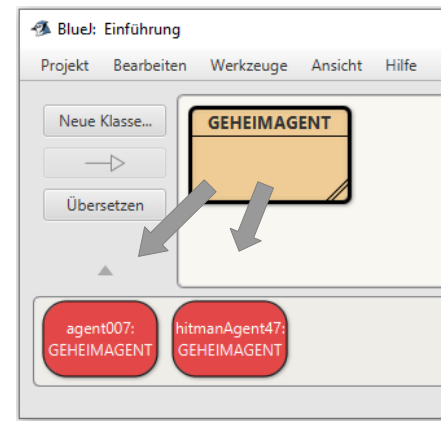 BlueJ: Einführung
Projekt Bearbeiten Werkzeuge Ansicht Hilfe
Neue Klasse...
GEHEIMAGENT
Übersetzen
agent007:
GEHEIMAGENT
hitmanAgent47:
GEHEIMAGENT